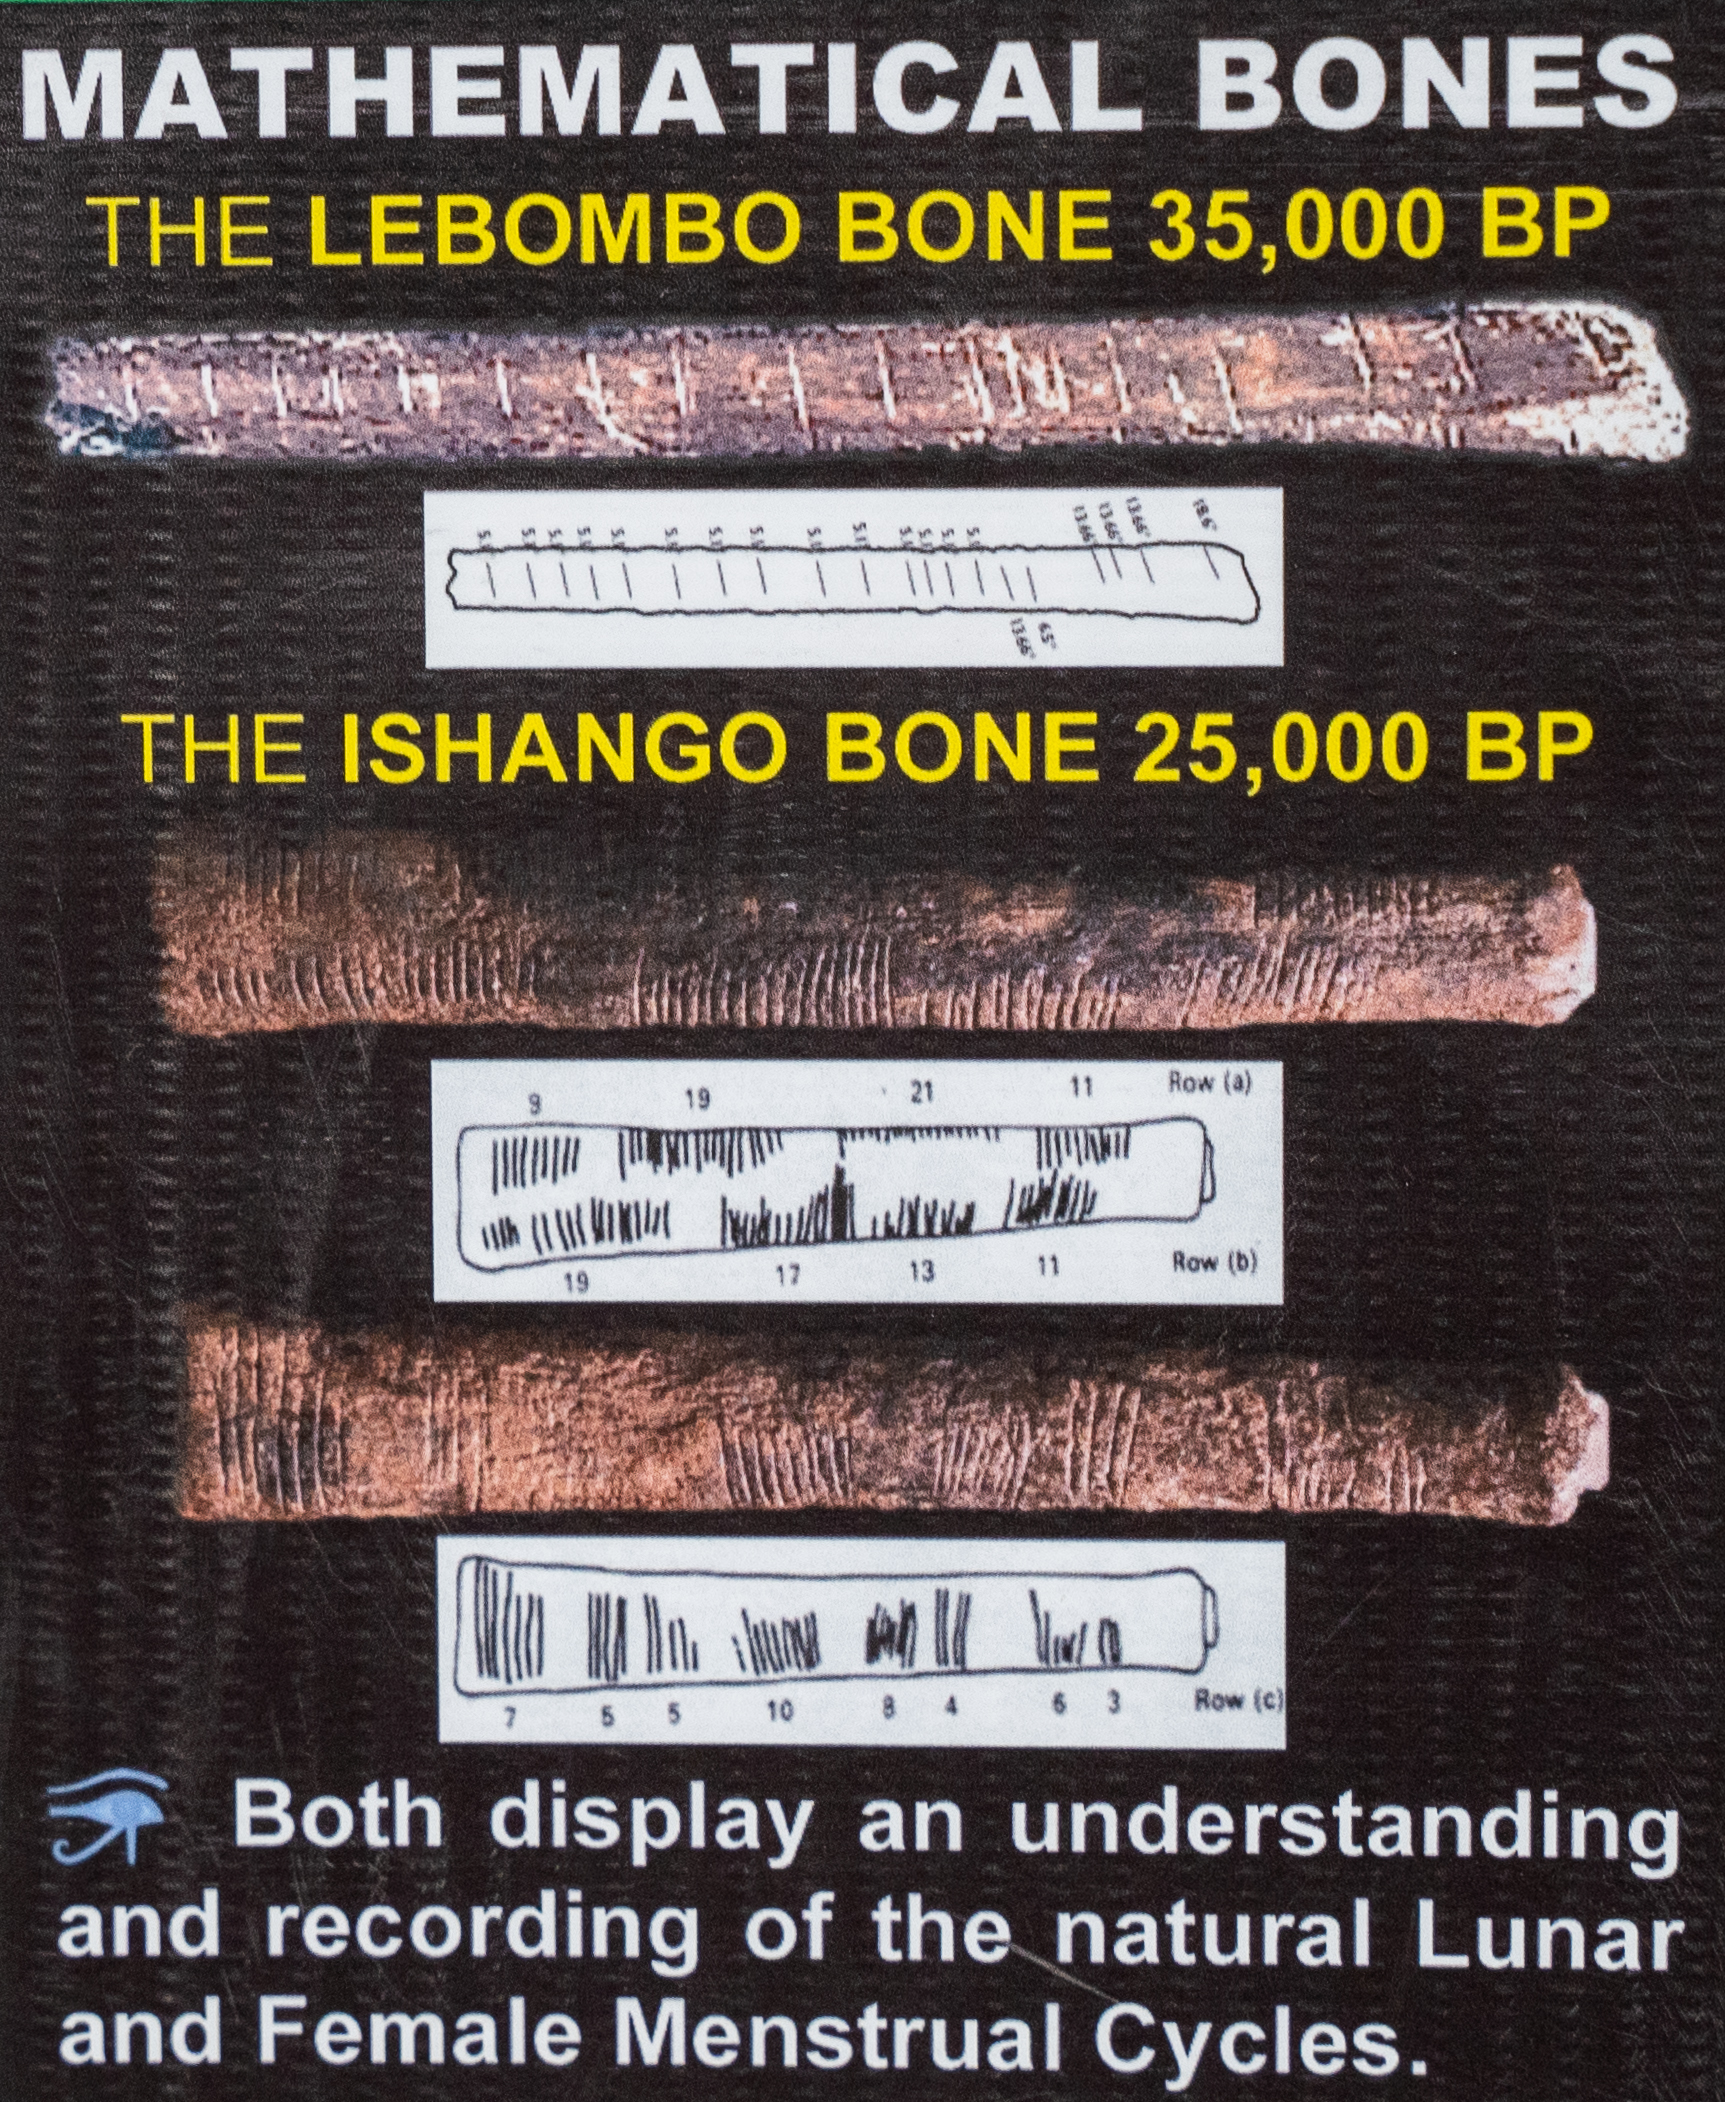 MATHEMATICAL BONES
THE LEBOMBO BONE 35,000 BP
13.66° 13.66° 13.66° 19.6°
13.66° 6.5°
THE ISHANGO BONE 25,000 BP
9 19 21 11 Row (a)
19 17 13 11 Row (b)
7 5 5 10 8 4 6 3 Row (c)
Both display an understanding
and recording of the natural Lunar
and Female Menstrual Cycles.